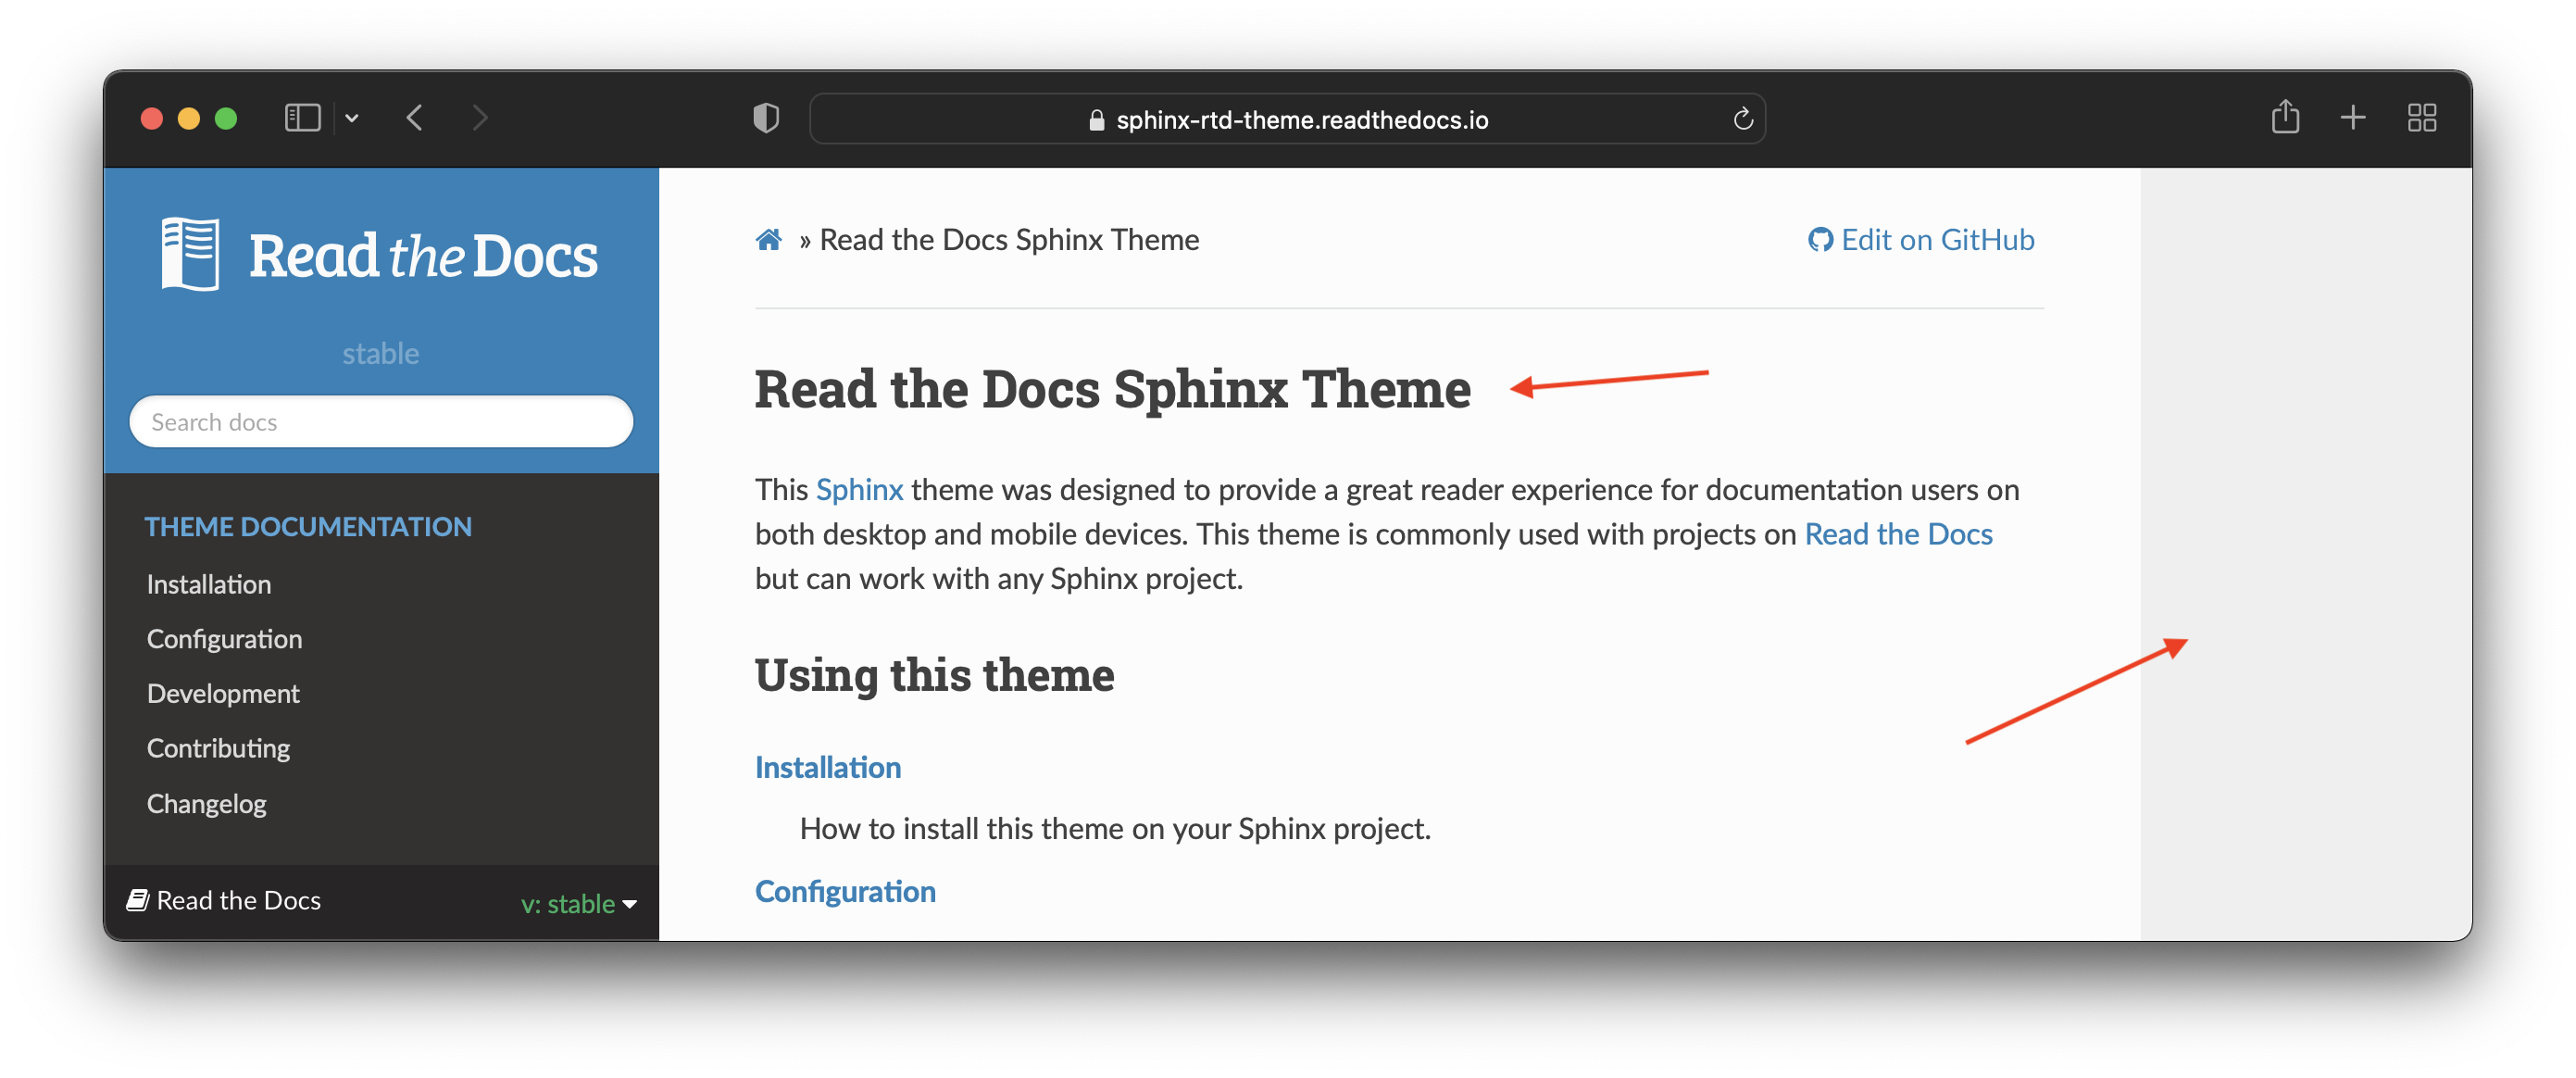 sphinx-rtd-theme.readthedocs.io
Read the Docs
stable
Search docs
THEME DOCUMENTATION
Installation
Configuration
Development
Contributing
Changelog
Read the Docs
v: stable
» Read the Docs Sphinx Theme
Edit on GitHub
Read the Docs Sphinx Theme
This Sphinx theme was designed to provide a great reader experience for documentation users on
both desktop and mobile devices. This theme is commonly used with projects on Read the Docs
but can work with any Sphinx project.
Using this theme
Installation
How to install this theme on your Sphinx project.
Configuration